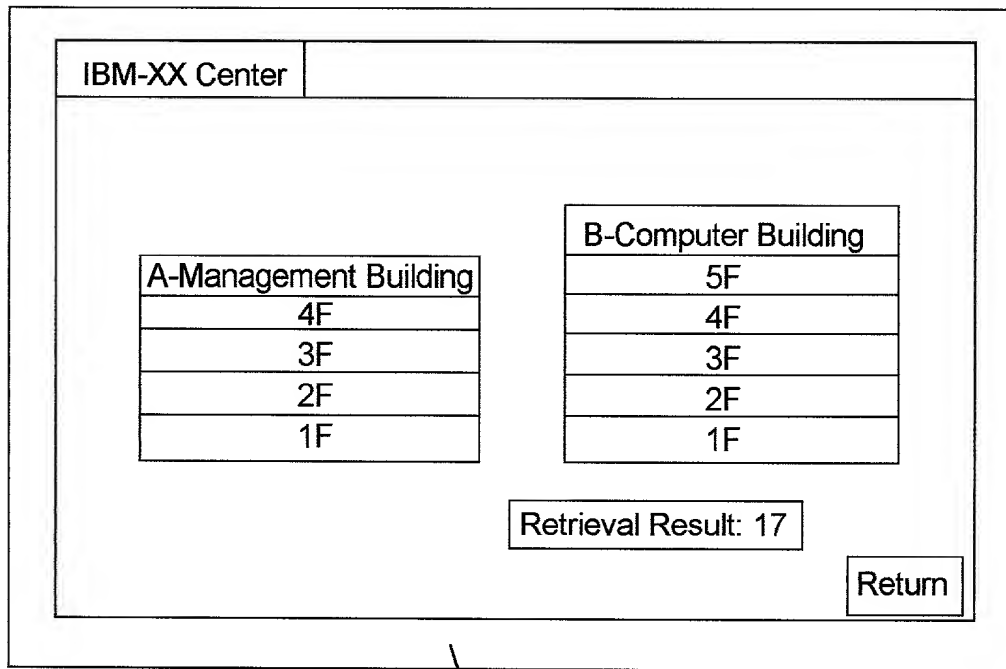 IBM-XX Center
A-Management Building
4F
3F
2F
1F
B-Computer Building
5F
4F
3F
2F
1F
Retrieval Result: 17
Return